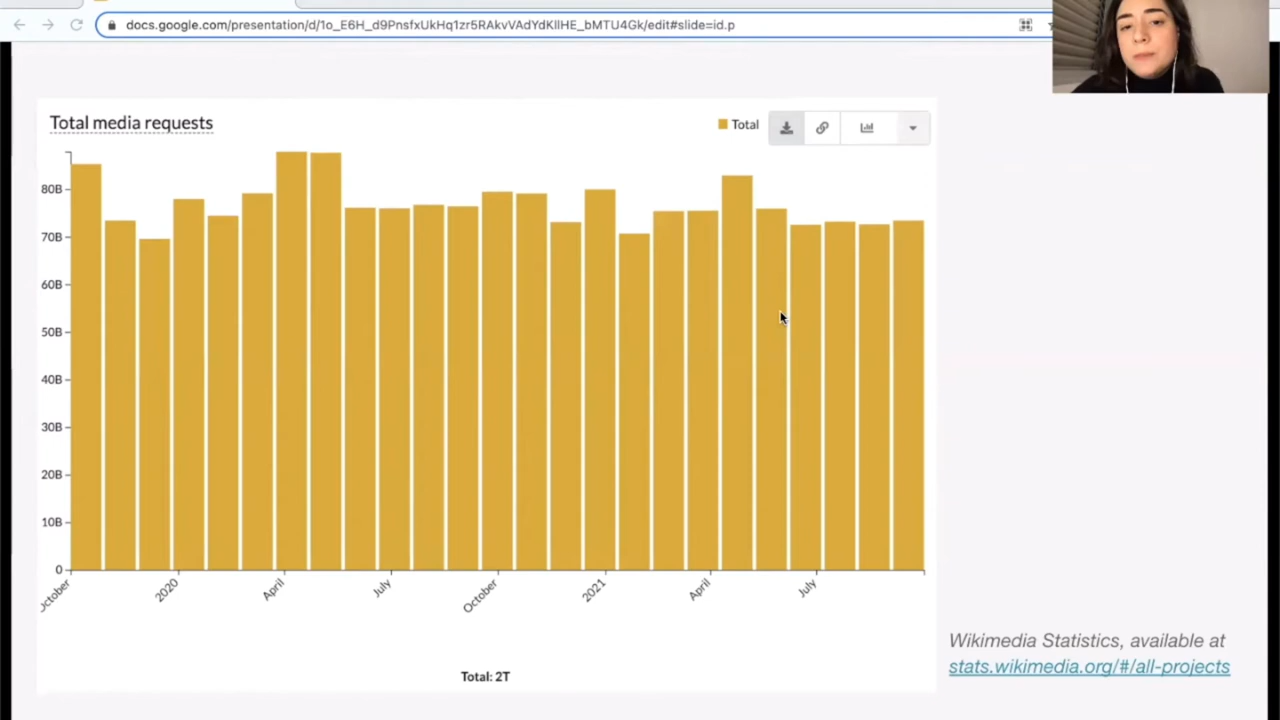 docs.google.com/presentation/d/1o_E6H_d9PnsfxUkHq1zr5RAkvVAdYdKIlHE_bMTU4Gk/edit#slide=id.p
Total media requests
Total
80B
70B
60B
50B
40B
30B
20B
10B
0
October
2020
April
July
October
2021
April
July
Total: 2T
Wikimedia Statistics, available at
stats.wikimedia.org/#/all-projects